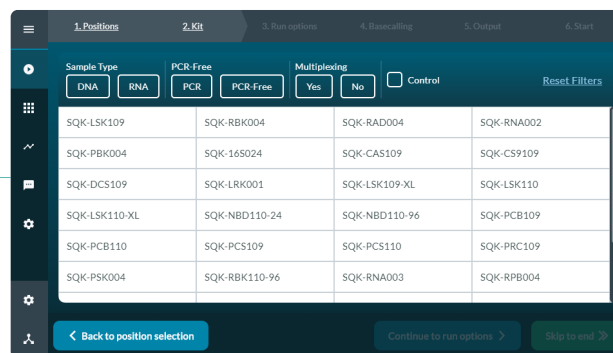 1. Positions 2. Kit 3. Run options 4. Basecalling 5. Output 6. Start
Sample Type PCR-Free Multiplexing
DNA RNA PCR PCR-Free Yes No Control Reset Filters
SQK-LSK109 SQK-RBK004 SQK-RAD004 SQK-RNA002
SQK-PBK004 SQK-16S024 SQK-CAS109 SQK-CS9109
SQK-DCS109 SQK-LRK001 SQK-LSK109-XL SQK-LSK110
SQK-LSK110-XL SQK-NBD110-24 SQK-NBD110-96 SQK-PCB109
SQK-PCB110 SQK-PCS109 SQK-PCS110 SQK-PRC109
SQK-PSK004 SQK-RBK110-96 SQK-RNA003 SQK-RPB004
Back to position selection Continue to run options Skip to end